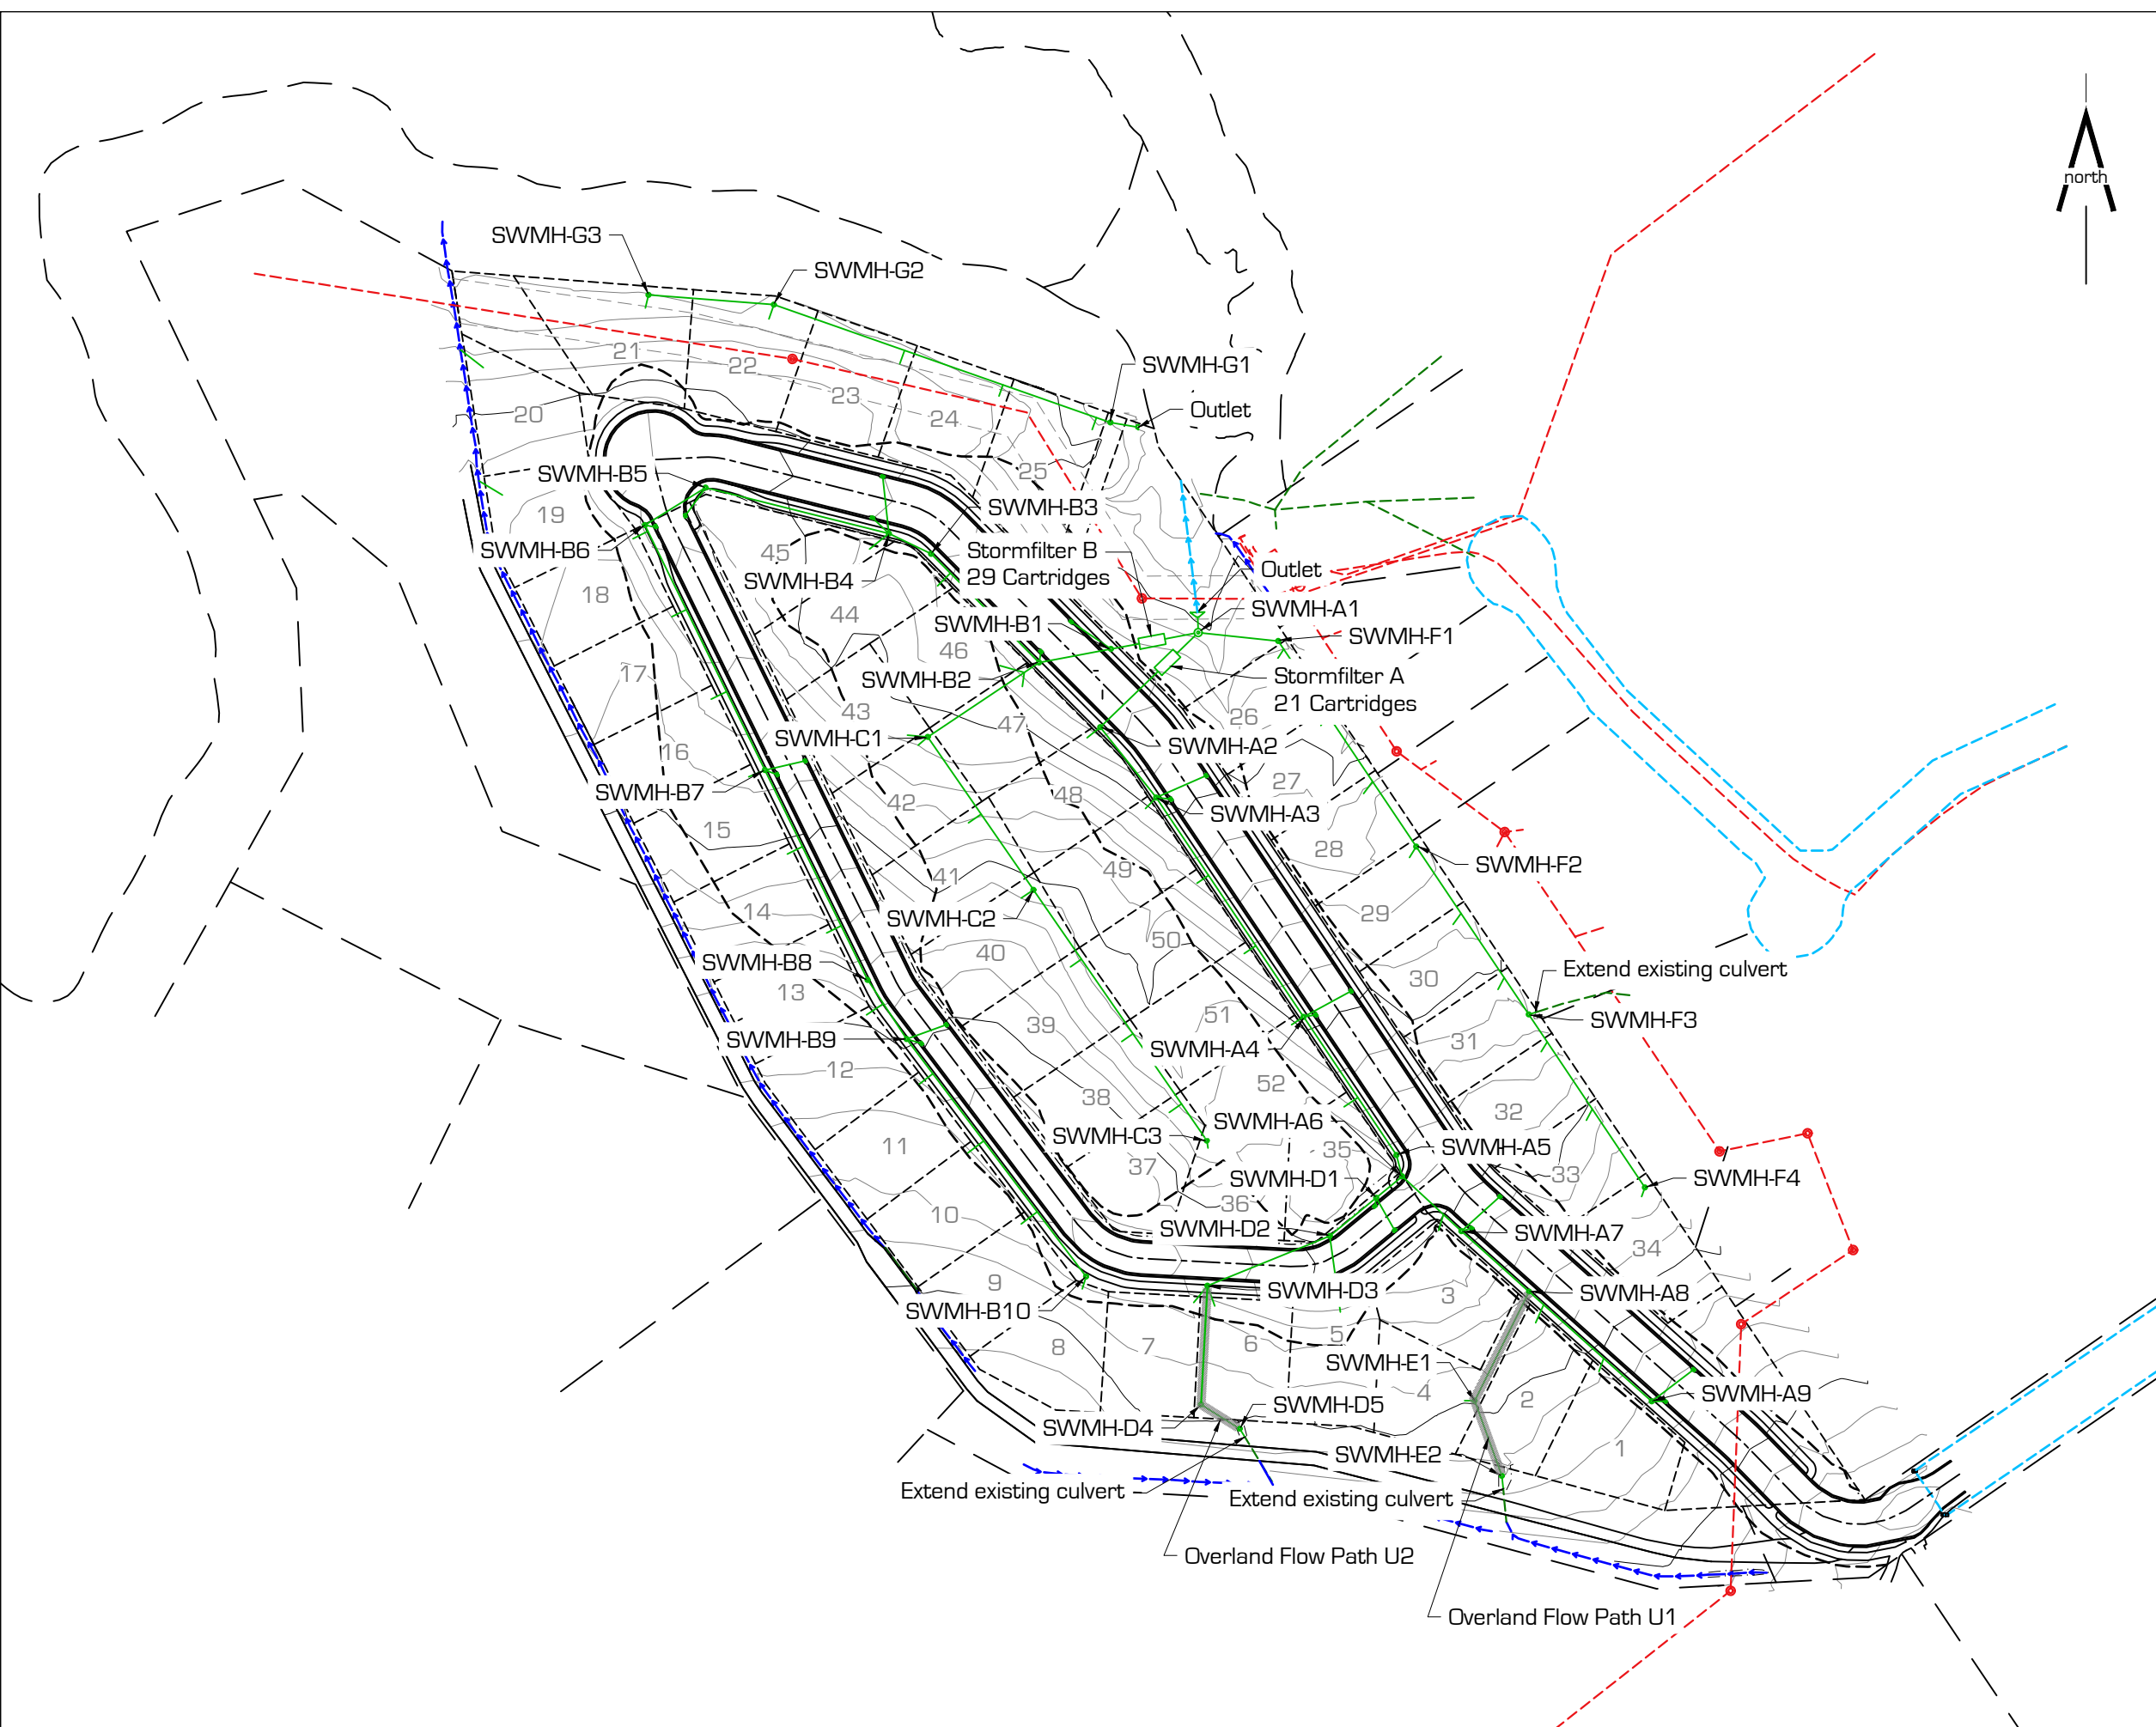 north
SWMH-G3
SWMH-G2
21
22
SWMH-G1
23
Outlet
20
24
25
SWMH-B5
SWMH-B3
19
SWMH-B6
45
Stormfilter B
29 Cartridges
SWMH-B4
Outlet
18
44
SWMH-A1
SWMH-B1
SWMH-F1
46
17
SWMH-B2
Stormfilter A
21 Cartridges
43
47
26
16
SWMH-C1
SWMH-A2
27
SWMH-B7
42
48
SWMH-A3
15
28
SWMH-F2
41
49
14
SWMH-C2
29
50
40
SWMH-B8
30
Extend existing culvert
13
39
51
SWMH-F3
SWMH-B9
SWMH-A4
31
12
38
52
32
SWMH-A6
11
SWMH-C3
35
SWMH-A5
37
SWMH-D1
33
SWMH-F4
10
36
SWMH-D2
SWMH-A7
34
9
SWMH-D3
3
SWMH-A8
SWMH-B10
8
7
6
5
SWMH-E1
4
2
SWMH-A9
SWMH-D5
SWMH-D4
1
SWMH-E2
Extend existing culvert
Extend existing culvert
Overland Flow Path U2
Overland Flow Path U1